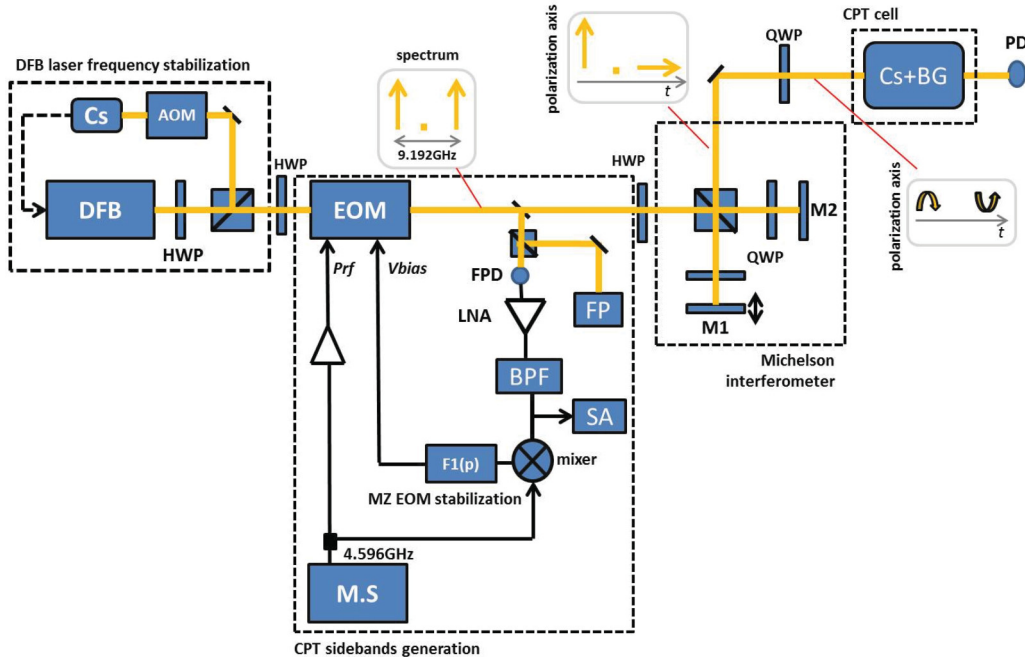 DFB laser frequency stabilization
Cs
AOM
DFB
HWP
HWP
spectrum
9.192GHz
EOM
Prf
Vbias
FPD
FP
LNA
BPF
SA
mixer
F1(p)
MZ EOM stabilization
4.596GHz
M.S
CPT sidebands generation
HWP
polarization axis
t
QWP
M2
QWP
M1
Michelson
interferometer
CPT cell
Cs+BG
PD
polarization axis
t